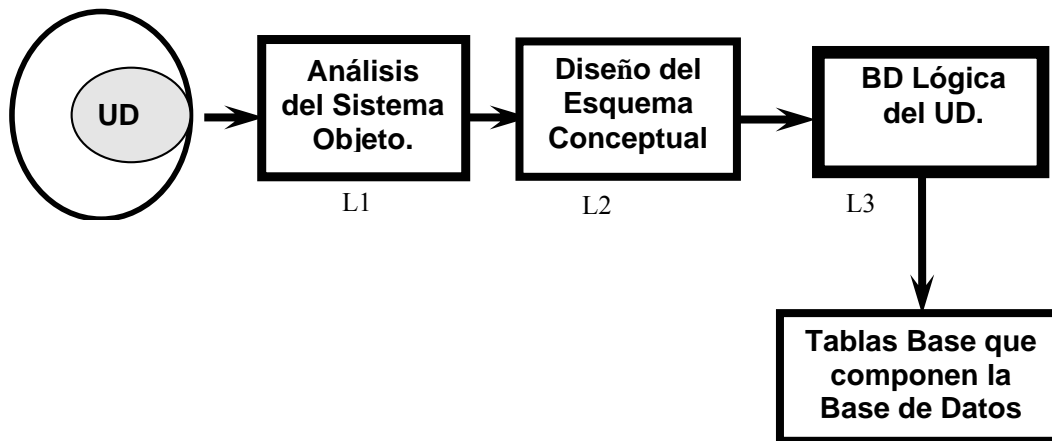 UD
Análisis
del Sistema
Objeto.
L1
Diseño del
Esquema
Conceptual
L2
BD Lógica
del UD.
L3
Tablas Base que
componen la
Base de Datos